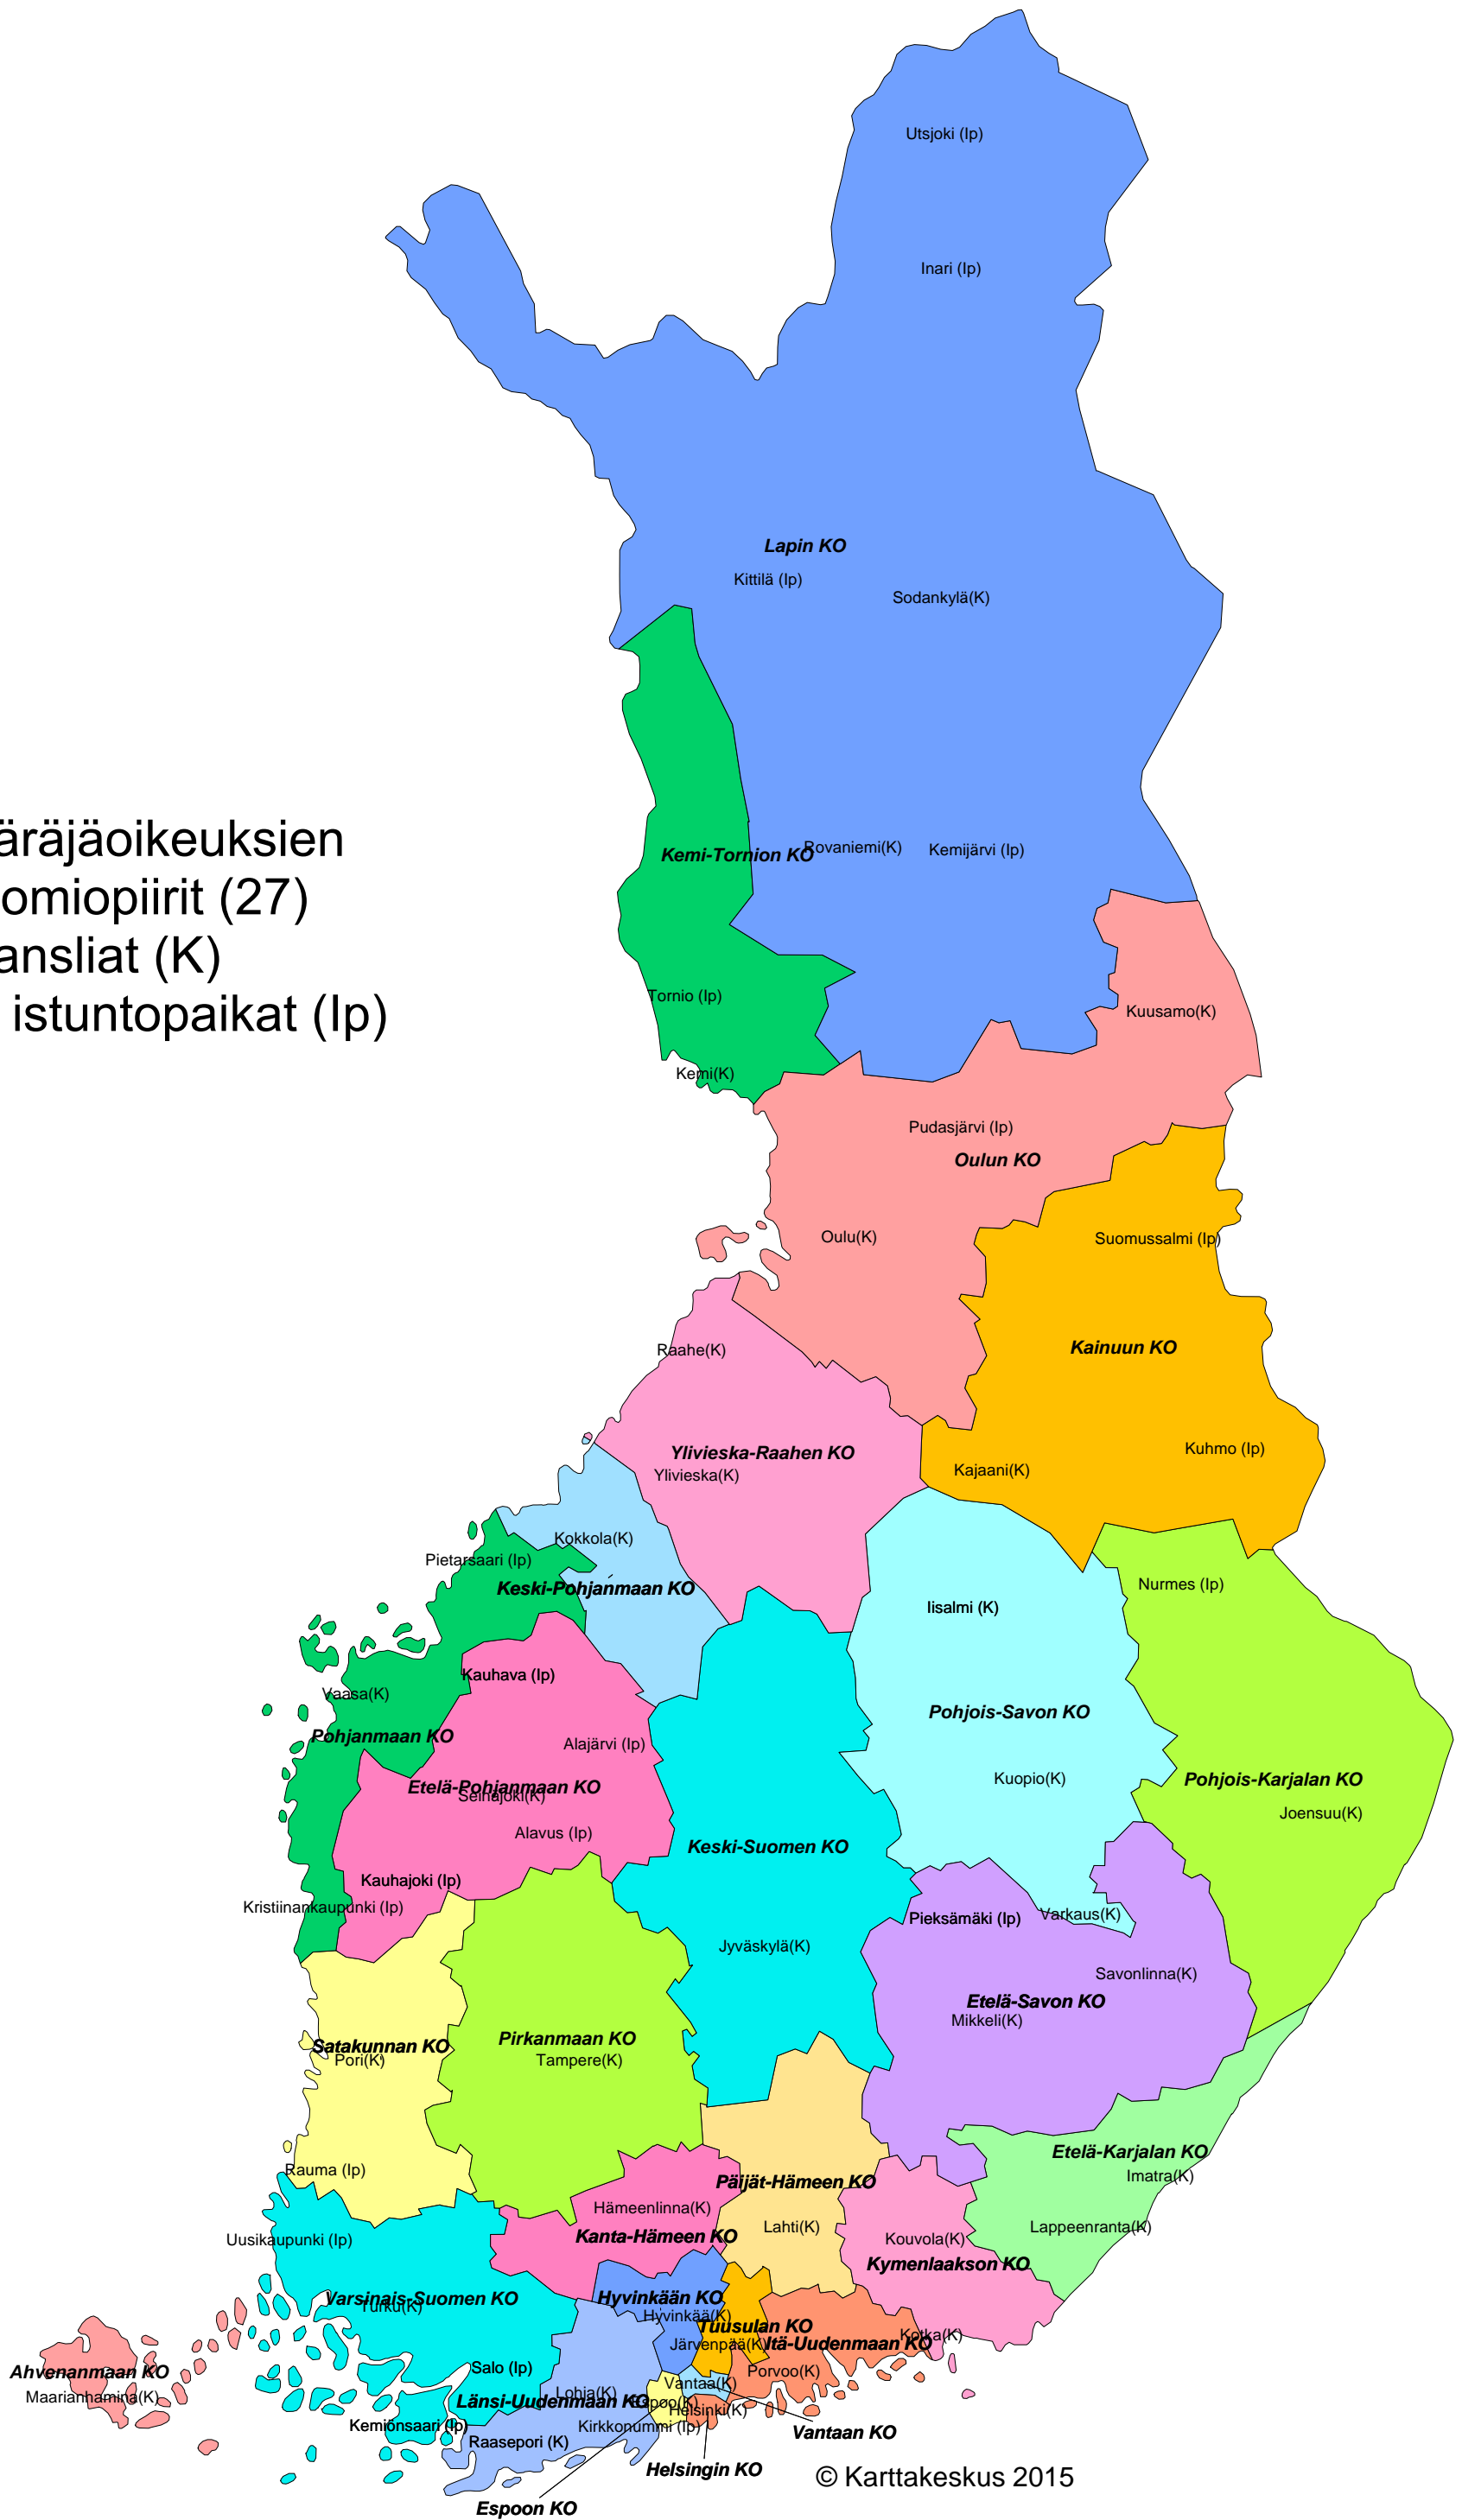 Utsjoki (Ip)
Inari (Ip)
Lapin KO
Kittilä (Ip)
Sodankylä(K)
äräjäoikeuksien
omiopiirit (27)
ansliat (K)
istuntopaikat (Ip)
Kemi-Tornion KO
Rovaniemi(K)
Kemijärvi (Ip)
Tornio (Ip)
Kuusamo(K)
Kemi(K)
Pudasjärvi (Ip)
Oulun KO
Oulu(K)
Suomussalmi (Ip)
Raahe(K)
Kainuun KO
Ylivieska-Raahen KO
Kuhmo (Ip)
Ylivieska(K)
Kajaani(K)
Kokkola(K)
Pietarsaari (Ip)
Keski-Pohjanmaan KO
Nurmes (Ip)
Iisalmi (K)
Kauhava (Ip)
Vaasa(K)
Pohjanmaan KO
Pohjois-Savon KO
Alajärvi (Ip)
Kuopio(K)
Pohjois-Karjalan KO
Etelä-Pohjanmaan KO
Seinäjoki(K)
Joensuu(K)
Alavus (Ip)
Keski-Suomen KO
Kauhajoki (Ip)
Kristiinankaupunki (Ip)
Pieksämäki (Ip)
Varkaus(K)
Jyväskylä(K)
Savonlinna(K)
Etelä-Savon KO
Mikkeli(K)
Pirkanmaan KO
Satakunnan KO
Pori(K)
Tampere(K)
Etelä-Karjalan KO
Rauma (Ip)
Imatra(K)
Päijät-Hämeen KO
Hämeenlinna(K)
Lahti(K)
Lappeenranta(K)
Kanta-Hämeen KO
Uusikaupunki (Ip)
Kouvola(K)
Kymenlaakson KO
Varsinais-Suomen KO
Turku(K)
Hyvinkään KO
Hyvinkää(K)
Tuusulan KO
Järvenpää(K)
Itä-Uudenmaan KO
Kotka(K)
Ahvenanmaan KO
Maarianhamina(K)
Salo (Ip)
Porvoo(K)
Vantaa(K)
Lohja(K)
Länsi-Uudenmaan KO
Espoo(K)
Helsinki(K)
Kemiönsaari (Ip)
Kirkkonummi (Ip)
Raasepori (K)
Vantaan KO
Helsingin KO
© Karttakeskus 2015
Espoon KO